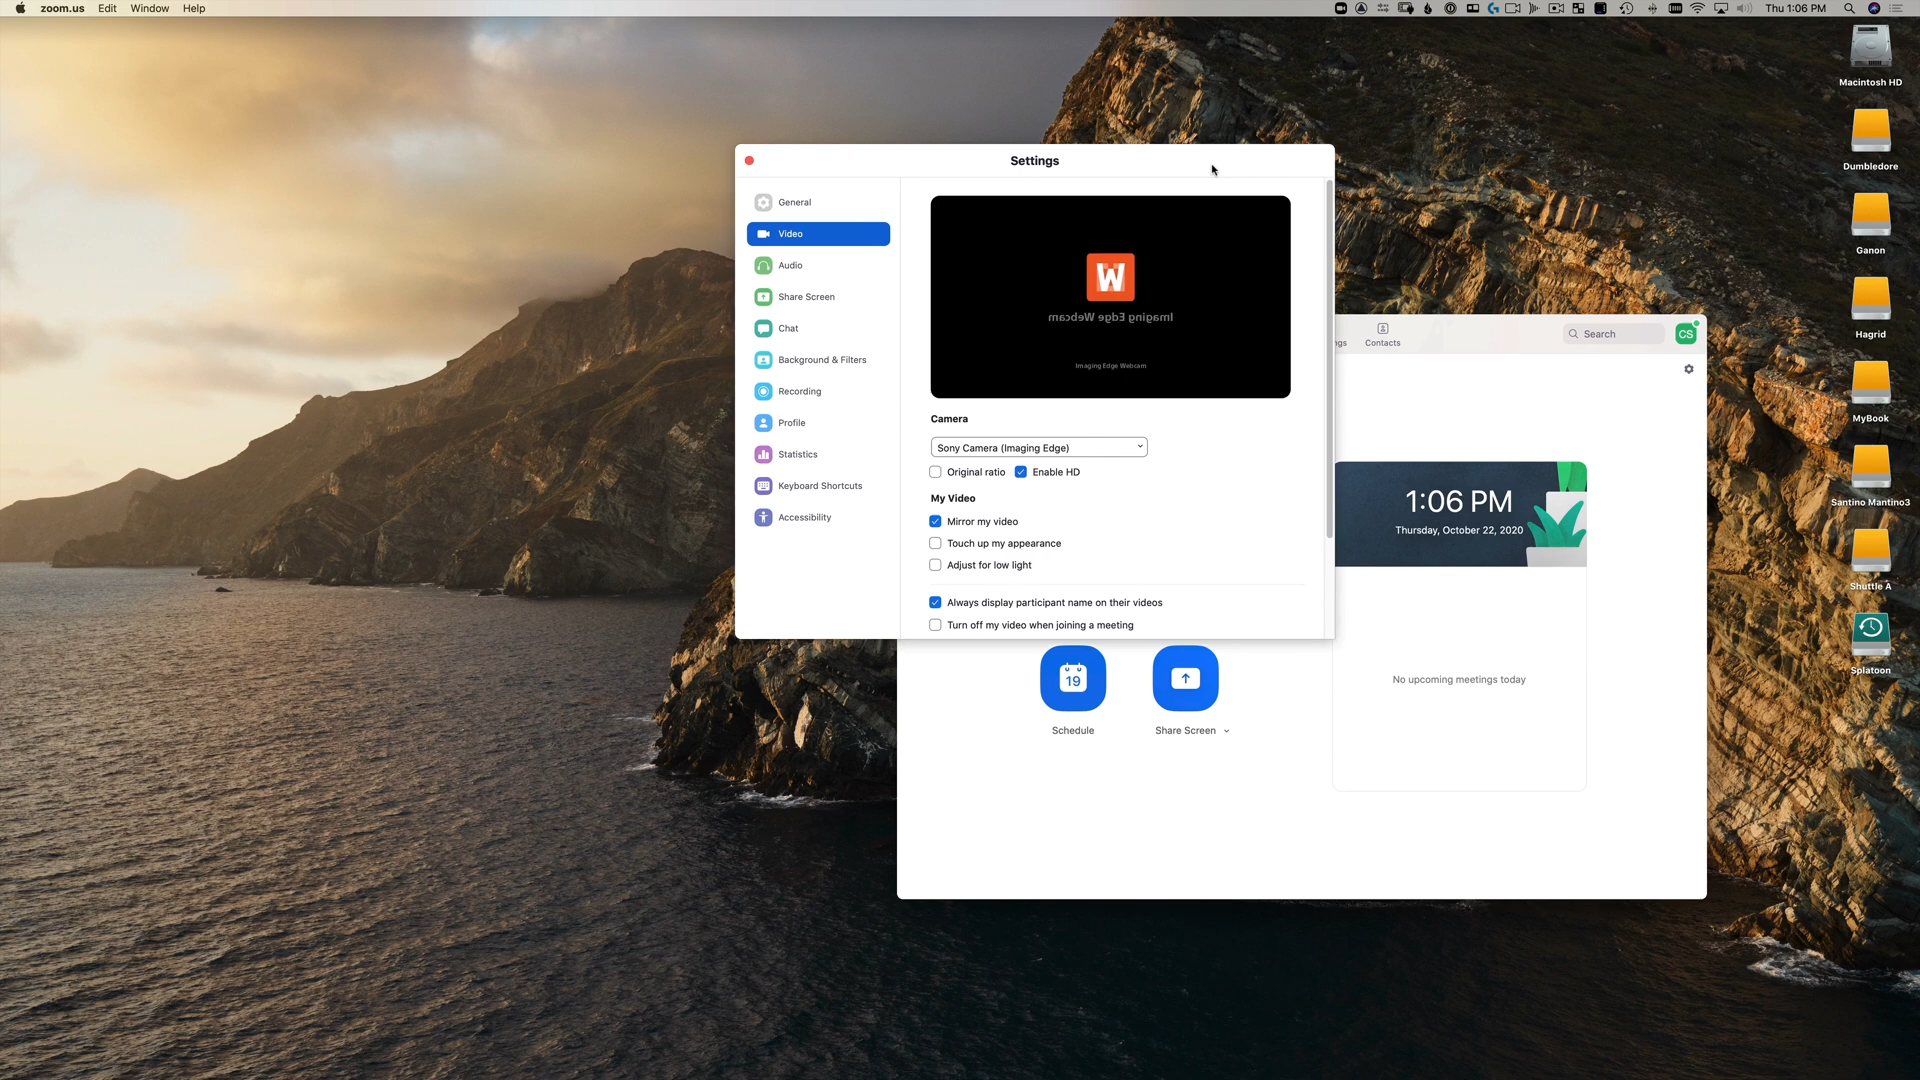 zoom.us Edit Window Help
Thu 1:06 PM
Macintosh HD
Dumbledore
Ganon
Hagrid
MyBook
Santino Mantino3
Shuttle A
Splatoon
Settings
General
Video
Audio
Share Screen
Chat
Background & Filters
Recording
Profile
Statistics
Keyboard Shortcuts
Accessibility
W
Imaging Edge Webcam
Imaging Edge Webcam
Camera
Sony Camera (Imaging Edge)
Original ratio Enable HD
My Video
Mirror my video
Touch up my appearance
Adjust for low light
Always display participant name on their videos
Turn off my video when joining a meeting
ngs Contacts
Search
CS
1:06 PM
Thursday, October 22, 2020
No upcoming meetings today
19
Schedule
Share Screen